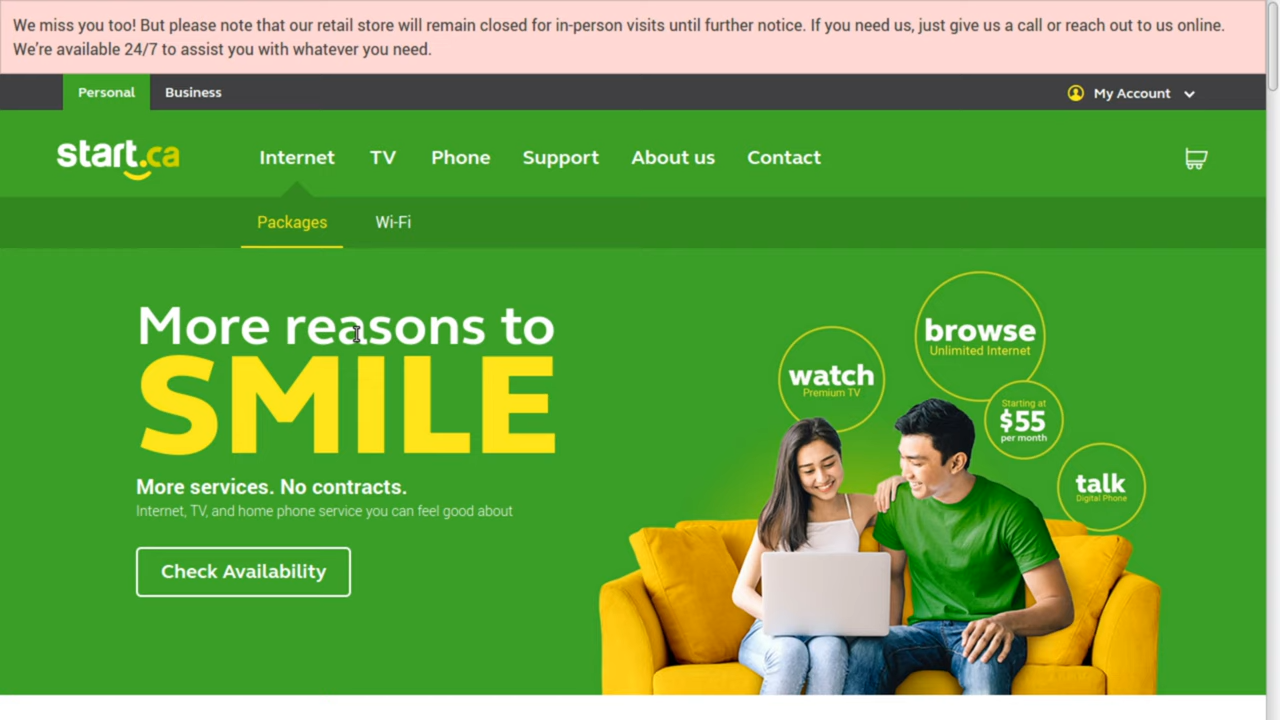 We miss you too! But please note that our retail store will remain closed for in-person visits until further notice. If you need us, just give us a call or reach out to us online.
We're available 24/7 to assist you with whatever you need.
Personal Business My Account
start.ca Internet TV Phone Support About us Contact
Packages Wi-Fi
More reasons to
SMILE
More services. No contracts.
Internet, TV, and home phone service you can feel good about
Check Availability
browse
Unlimited Internet
watch
Premium TV
Starting at
$55
per month
talk
Digital Phone